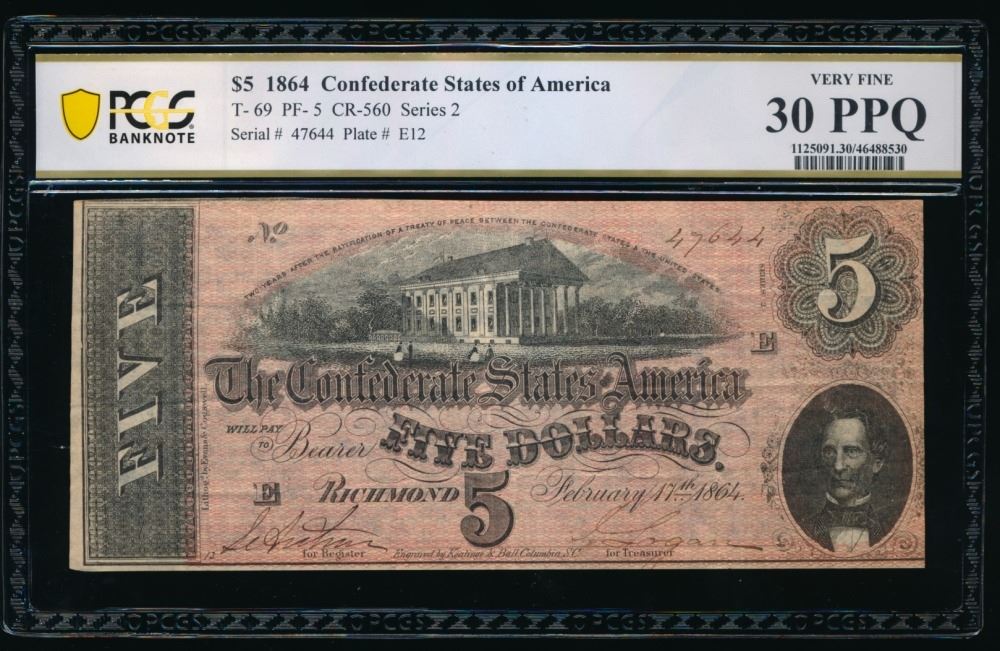 $5 1864 Confederate States of America
T- 69 PF- 5 CR-560 Series 2
Serial # 47644 Plate # E12
PCGS
BANKNOTE
VERY FINE
30 PPQ
1125091.30/46488530
No
TWO YEARS AFTER THE RATIFICATION OF A TREATY OF PEACE BETWEEN THE CONFEDERATE STATES & THE UNITED STATES
47644
5
FIVE
E
The Confederate States America
WILL PAY
TO Bearer
FIVE DOLLARS.
E
RICHMOND 5 February 17th 1864.
12
for Register
Engraved by Keatinge & Ball Columbia, S.C.
for Treasurer